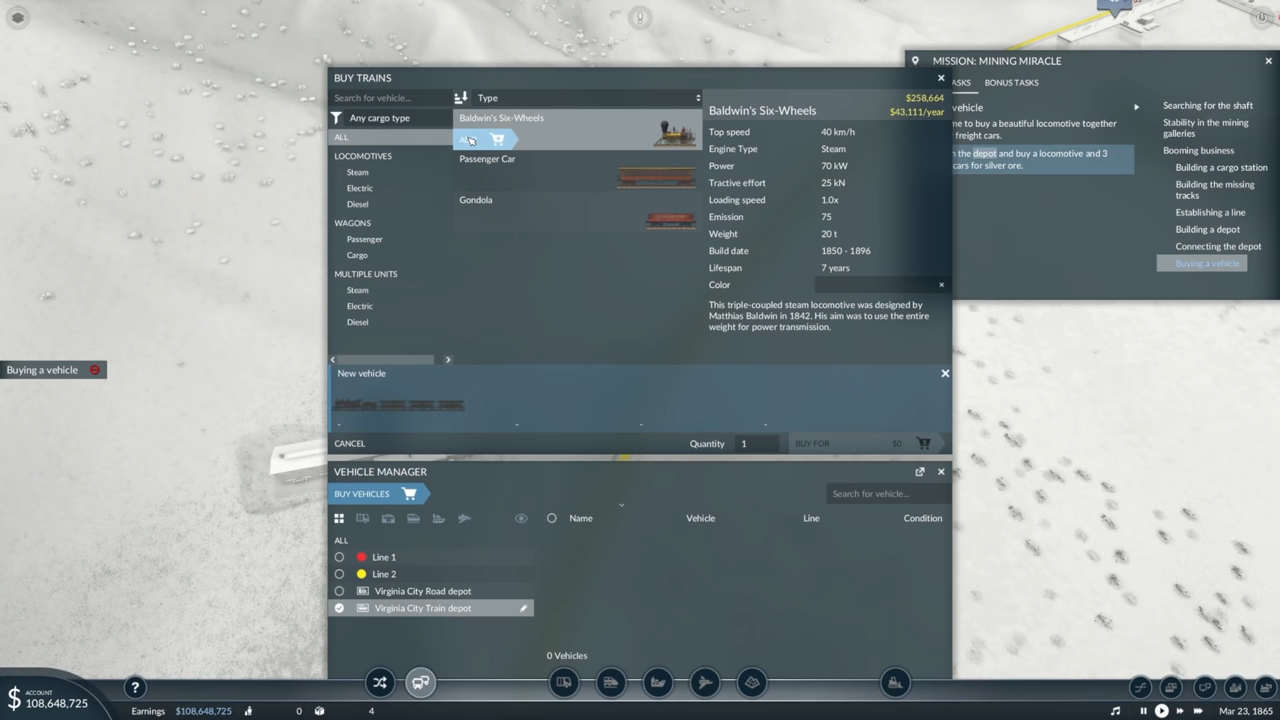 MISSION: MINING MIRACLE
ASKS
BONUS TASKS
vehicle
me to buy a beautiful locomotive together
freight cars.
n the depot and buy a locomotive and 3
cars for silver ore.
Searching for the shaft
Stability in the mining
galleries
Booming business
Building a cargo station
Building the missing
tracks
Establishing a line
Building a depot
Connecting the depot
Buying a vehicle
BUY TRAINS
Search for vehicle...
Type
Any cargo type
ALL
LOCOMOTIVES
Steam
Electric
Diesel
WAGONS
Passenger
Cargo
MULTIPLE UNITS
Steam
Electric
Diesel
Baldwin's Six-Wheels
Passenger Car
Gondola
$258,664
Baldwin's Six-Wheels
$43,111/year
Top speed 40 km/h
Engine Type Steam
Power 70 kW
Tractive effort 25 kN
Loading speed 1.0x
Emission 75
Weight 20 t
Build date 1850 - 1896
Lifespan 7 years
Color
This triple-coupled steam locomotive was designed by
Matthias Baldwin in 1842. His aim was to use the entire
weight for power transmission.
Buying a vehicle
New vehicle
CANCEL
Quantity 1
BUY FOR $0
VEHICLE MANAGER
BUY VEHICLES
Search for vehicle...
Name Vehicle Line Condition
ALL
Line 1
Line 2
Virginia City Road depot
Virginia City Train depot
0 Vehicles
$ ACCOUNT
108,648,725
?
Earnings $108,648,725 0 4
Mar 23, 1865